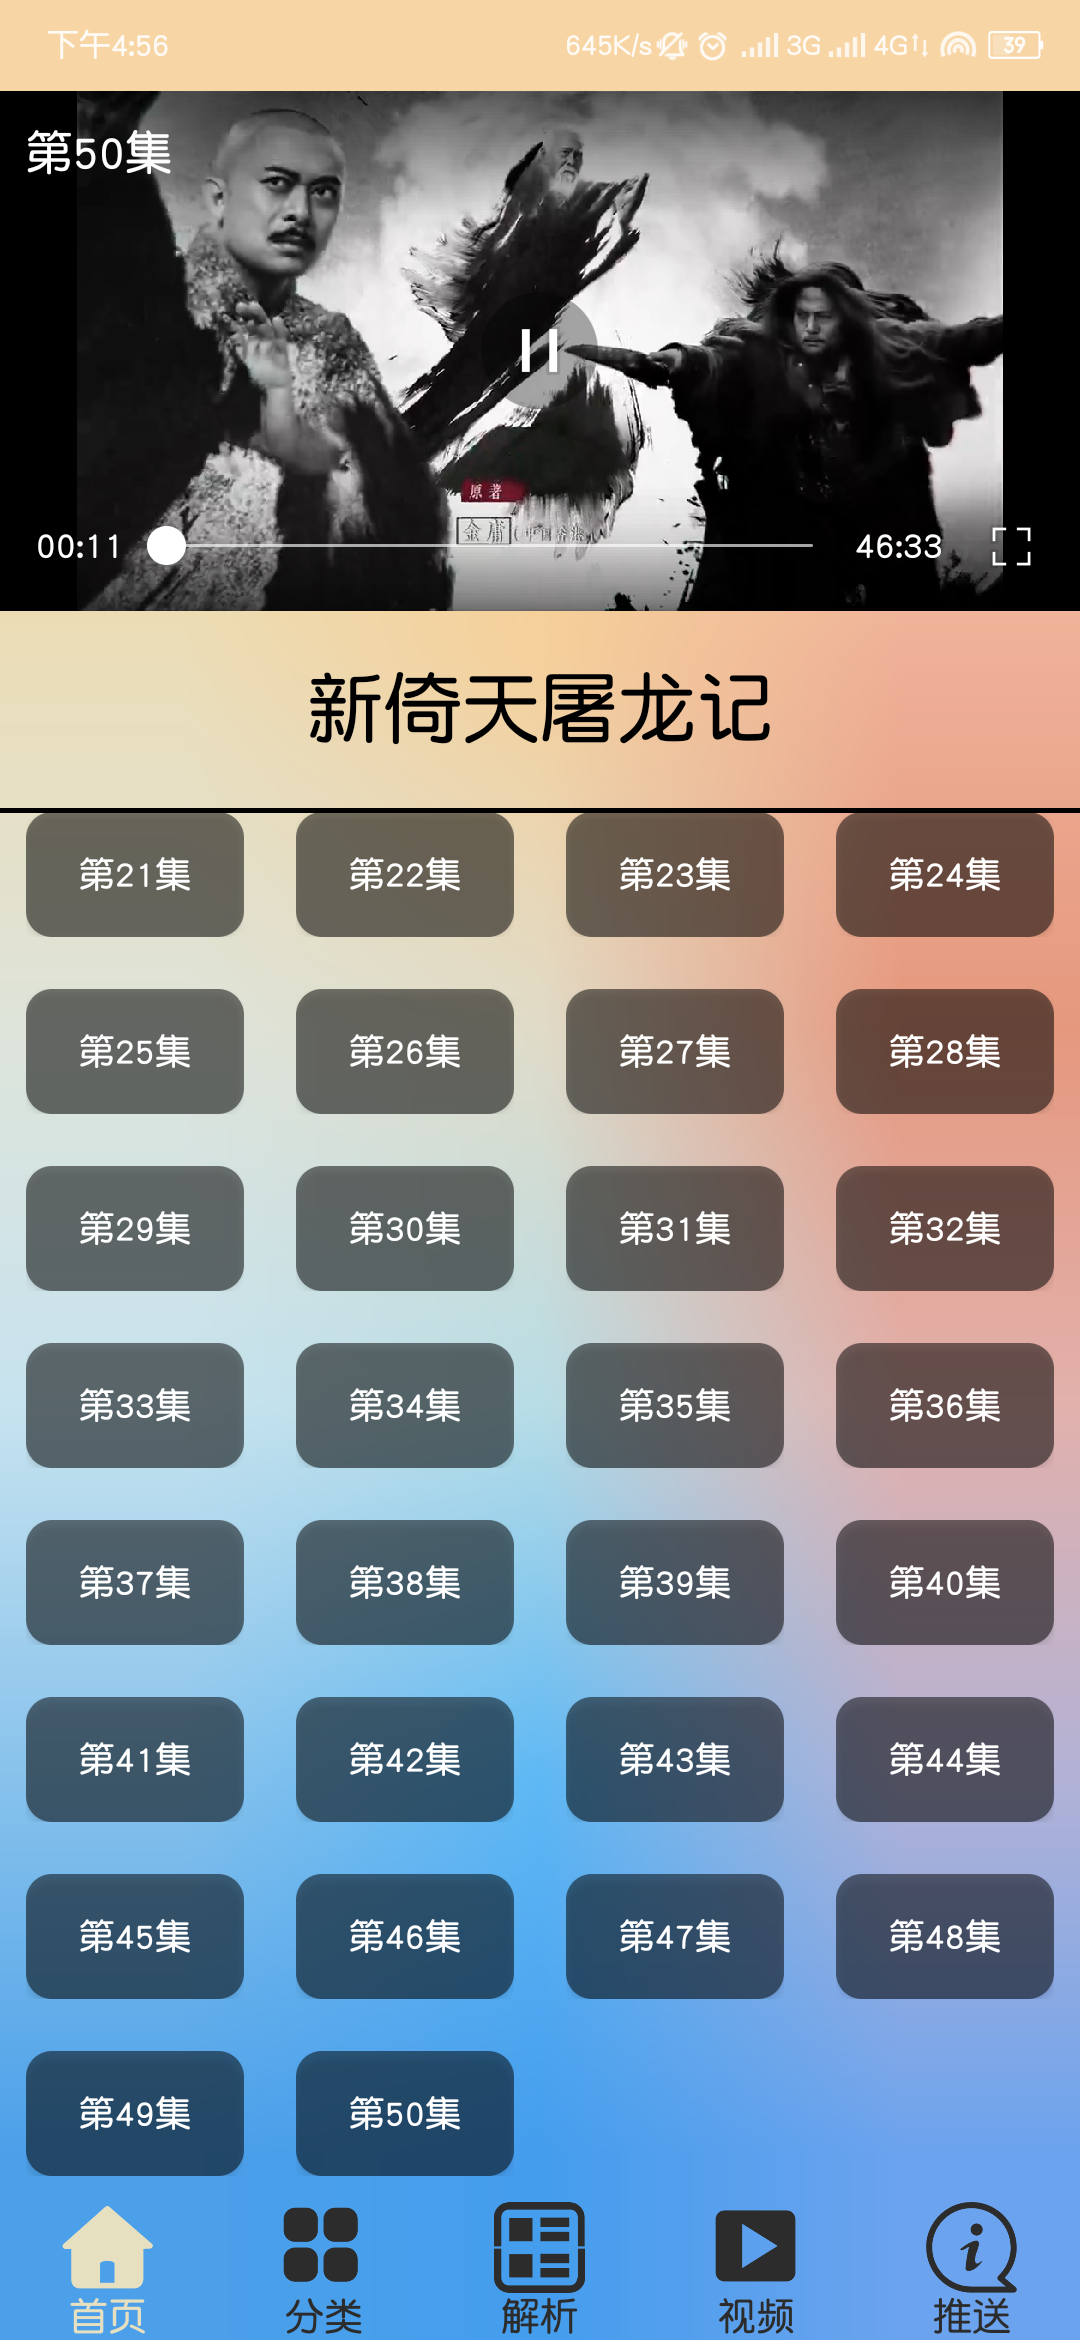 下午4:56
645K/s 3G 4G 39
第50集
原著
金庸(中国香港)
00:11 46:33
新倚天屠龙记
第21集 第22集 第23集 第24集
第25集 第26集 第27集 第28集
第29集 第30集 第31集 第32集
第33集 第34集 第35集 第36集
第37集 第38集 第39集 第40集
第41集 第42集 第43集 第44集
第45集 第46集 第47集 第48集
第49集 第50集
首页 分类 解析 视频 推送